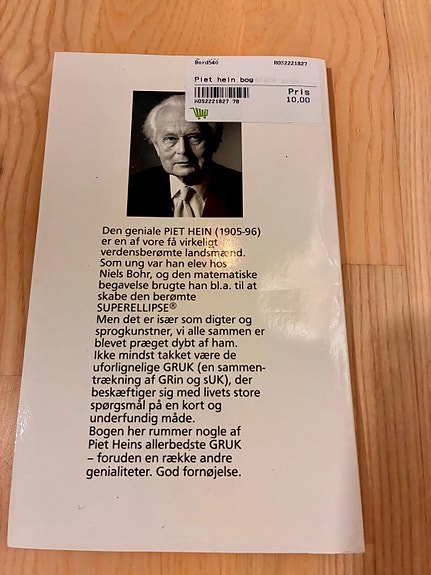 Bord540 A052221827
Piet hein bog
Pris
A052221827 78 10,00
Den geniale PIET HEIN (1905-96)
er en af vore få virkeligt
verdensberømte landsmænd.
Som ung var han elev hos
Niels Bohr, og den matematiske
begavelse brugte han bl.a. til at
skabe den berømte
SUPERELLIPSE®
Men det er især som digter og
sprogkunstner, vi alle sammen er
blevet præget dybt af ham.
Ikke mindst takket være de
uforlignelige GRUK (en sammen-
trækning af GRin og sUK), der
beskæftiger sig med livets store
spørgsmål på en kort og
underfundig måde.
Bogen her rummer nogle af
Piet Heins allerbedste GRUK
– foruden en række andre
genialiteter. God fornøjelse.